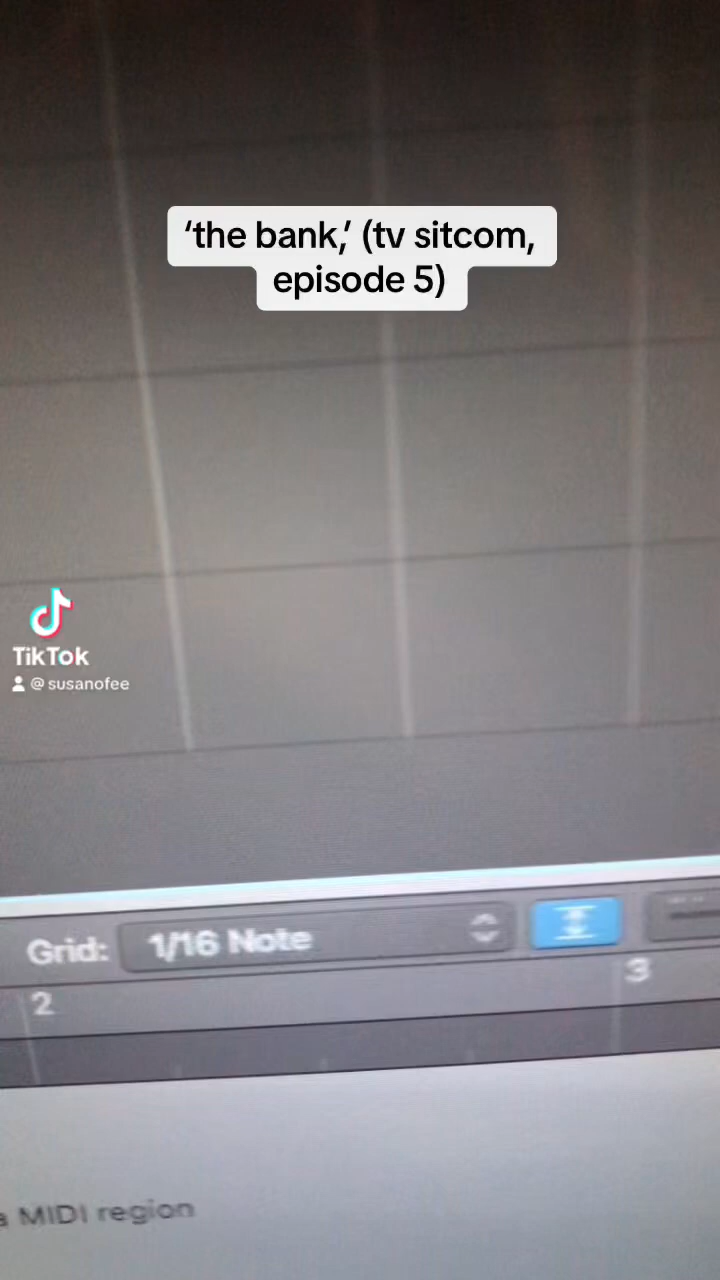 ‘the bank,’ (tv sitcom,
episode 5)
TikTok
@susanofee
Grid: 1/16 Note
3
2
a MIDI region